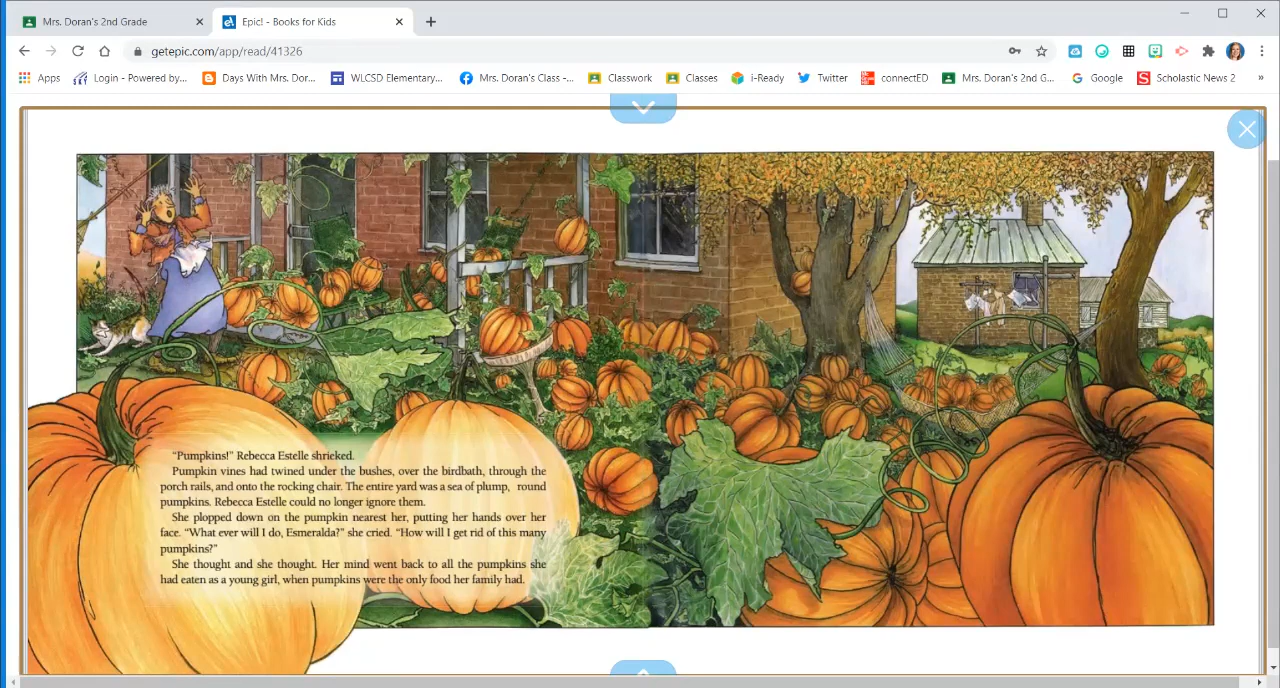 Mrs. Doran's 2nd Grade
Epic! - Books for Kids
getepic.com/app/read/41326
Apps
Login - Powered by...
Days With Mrs. Dor...
WLCSD Elementary...
Mrs. Doran's Class -...
Classwork
Classes
i-Ready
Twitter
connectED
Mrs. Doran's 2nd G...
Google
Scholastic News 2
»
“Pumpkins!” Rebecca Estelle shrieked.
Pumpkin vines had twined under the bushes, over the birdbath, through the
porch rails, and onto the rocking chair. The entire yard was a sea of plump, round
pumpkins. Rebecca Estelle could no longer ignore them.
She plopped down on the pumpkin nearest her, putting her hands over her
face. “What ever will I do, Esmeralda?” she cried. “How will I get rid of this many
pumpkins?”
She thought and she thought. Her mind went back to all the pumpkins she
had eaten as a young girl, when pumpkins were the only food her family had.